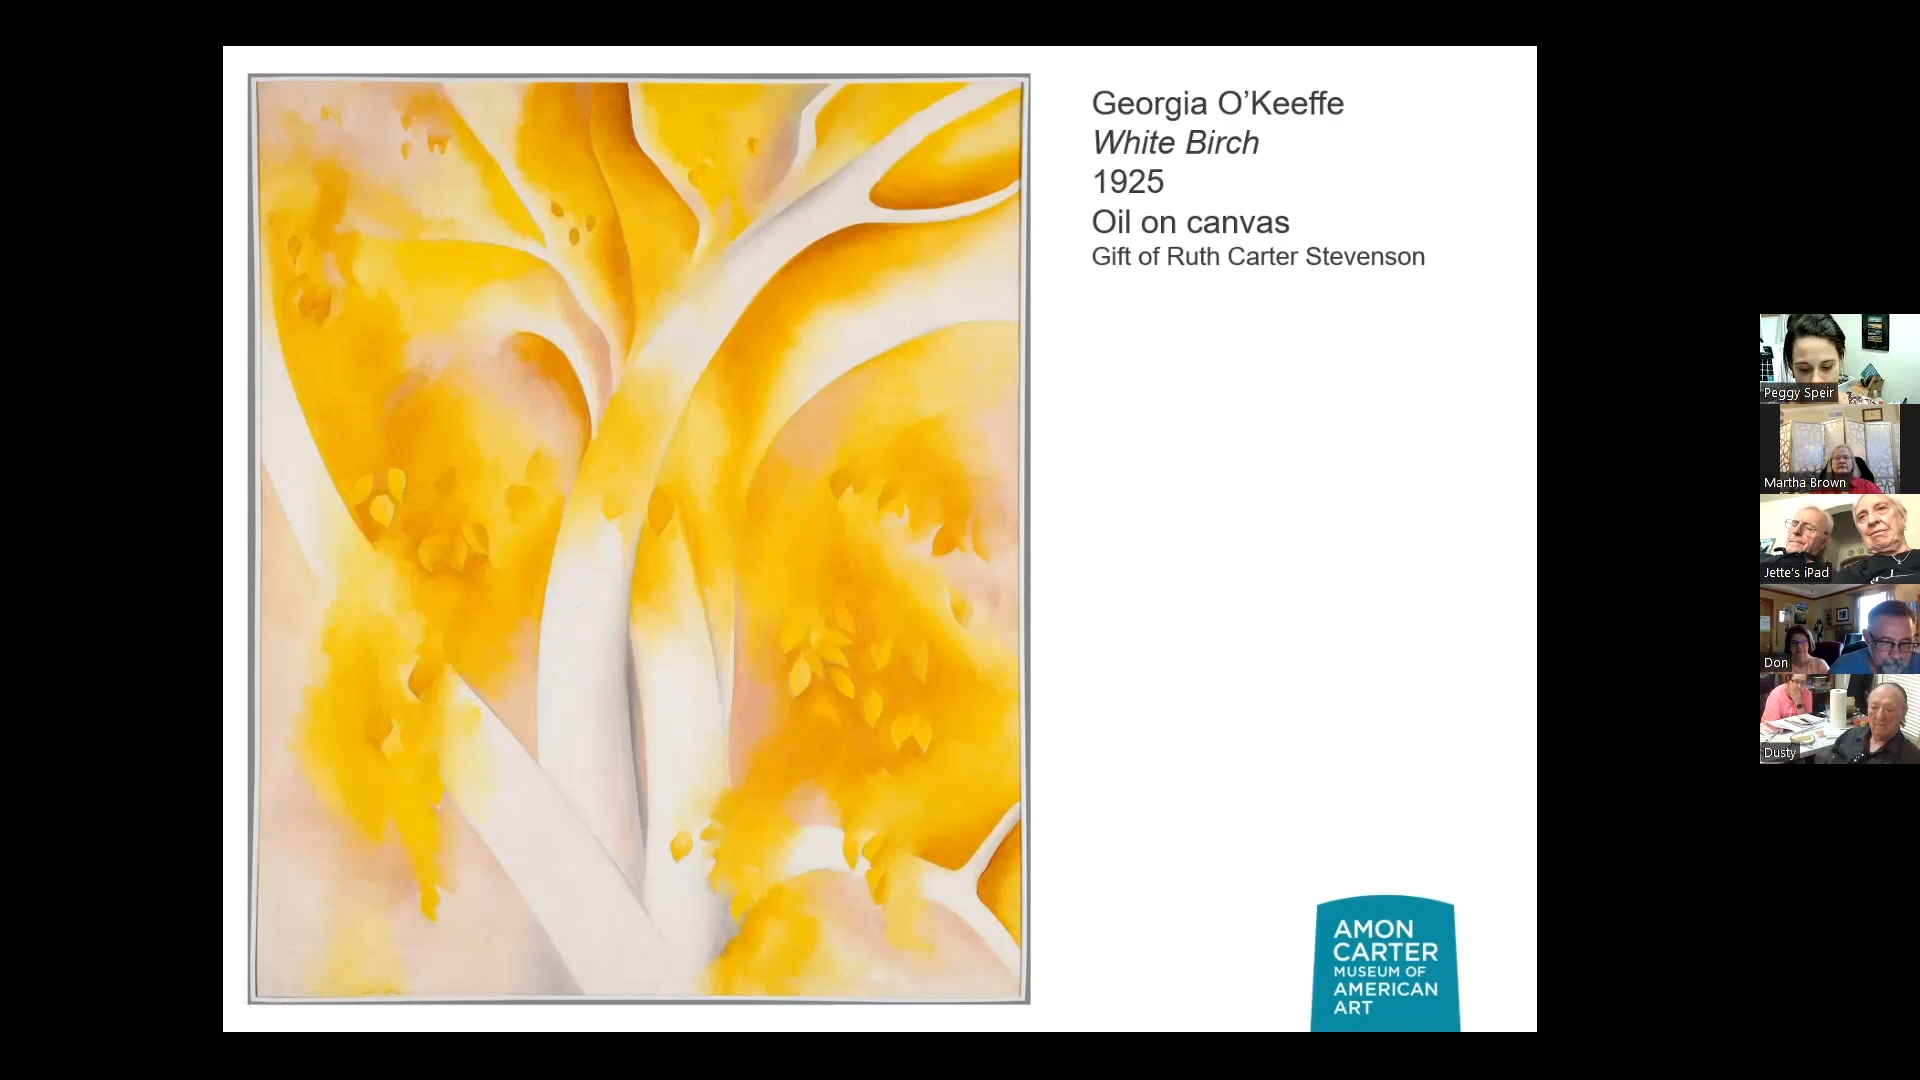 Georgia O’Keeffe
White Birch
1925
Oil on canvas
Gift of Ruth Carter Stevenson
AMON
CARTER
MUSEUM OF
AMERICAN
ART
Peggy Speir
Martha Brown
Jette's iPad
Don
Dusty